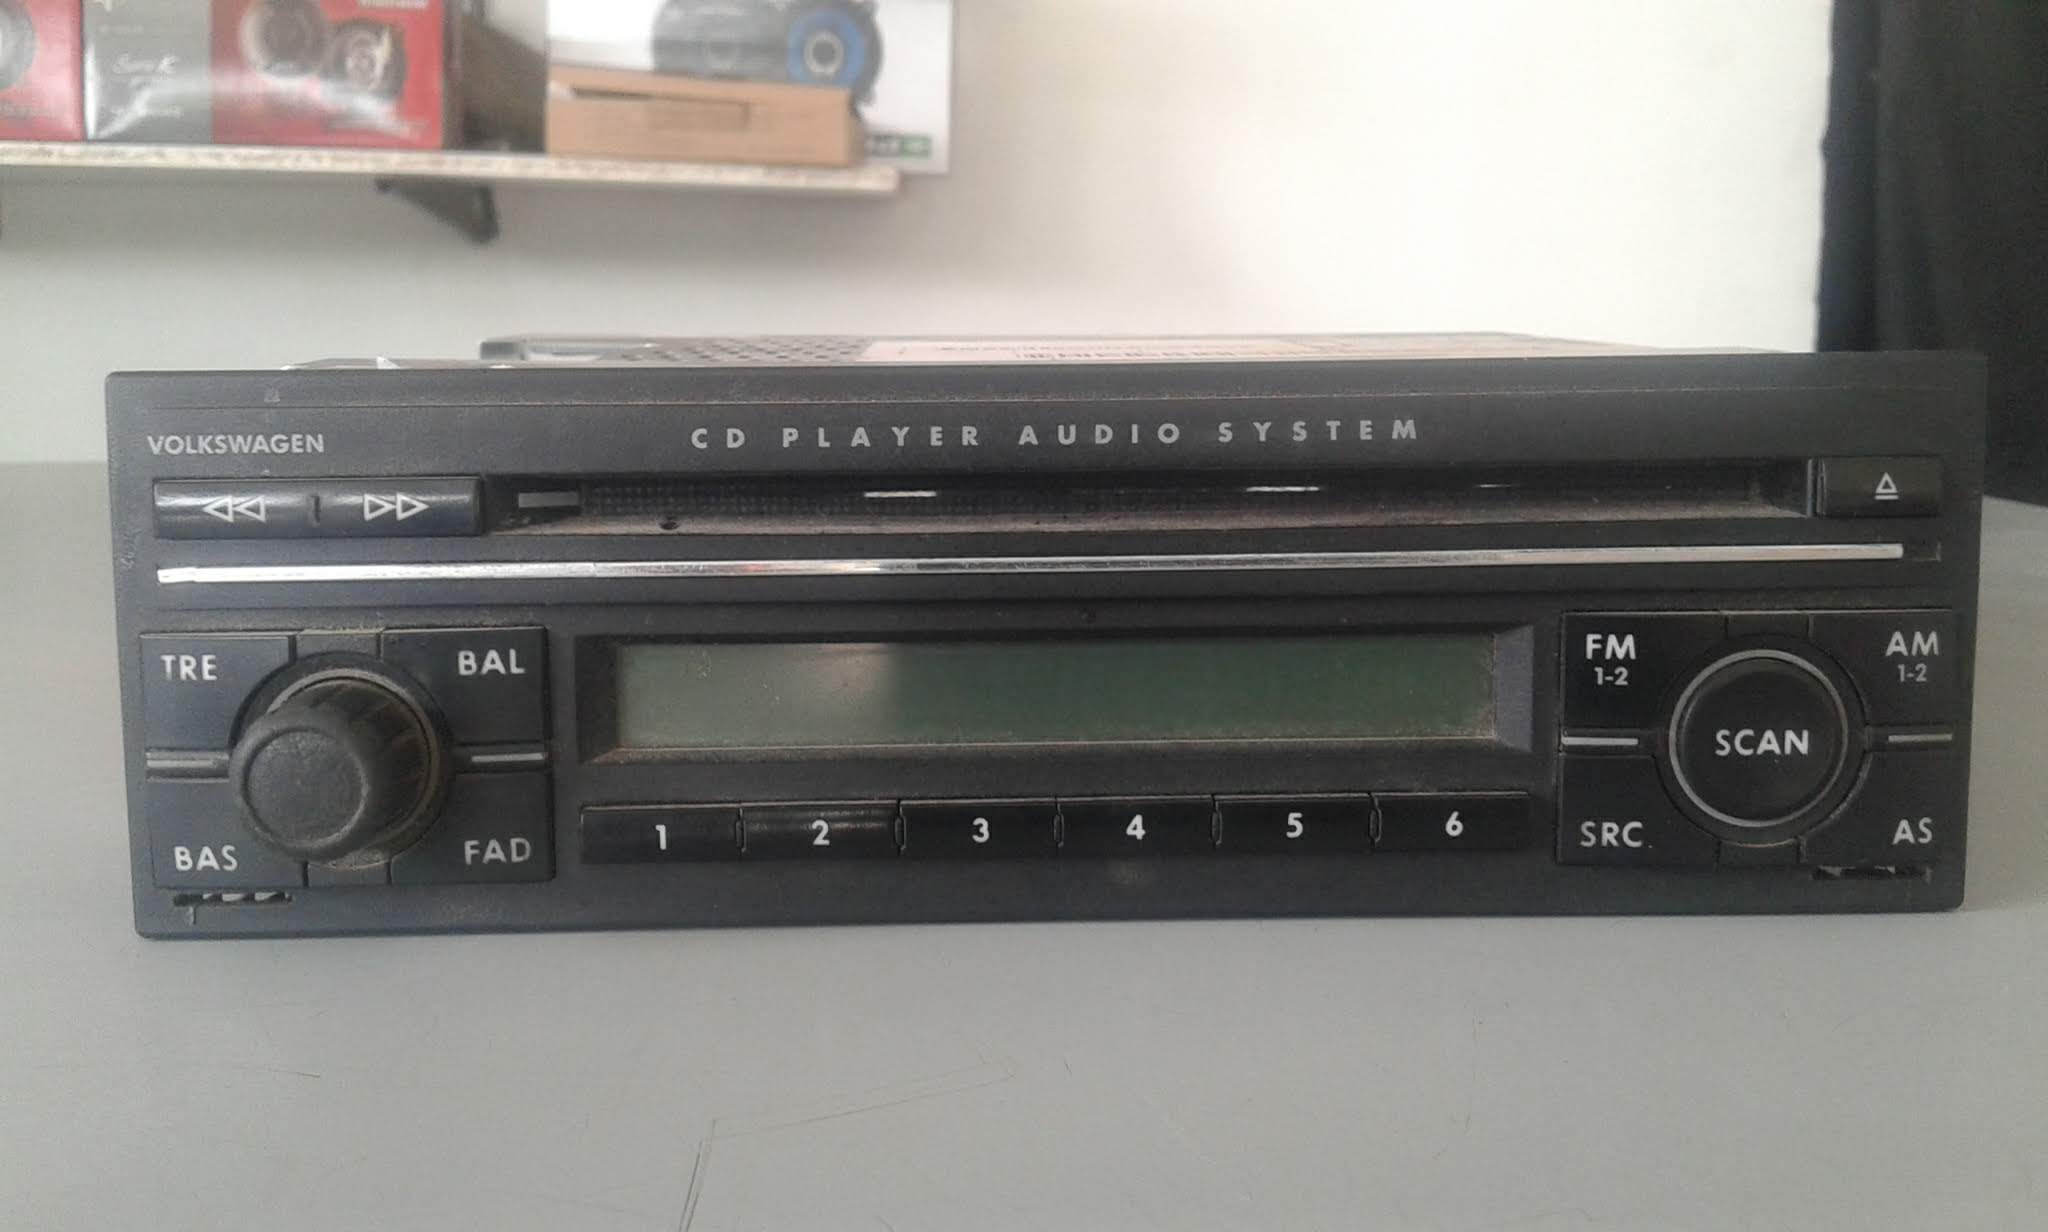 VOLKSWAGEN
CD PLAYER AUDIO SYSTEM
TRE
BAL
BAS
FAD
1
2
3
4
5
6
FM
1-2
AM
1-2
SCAN
SRC
AS